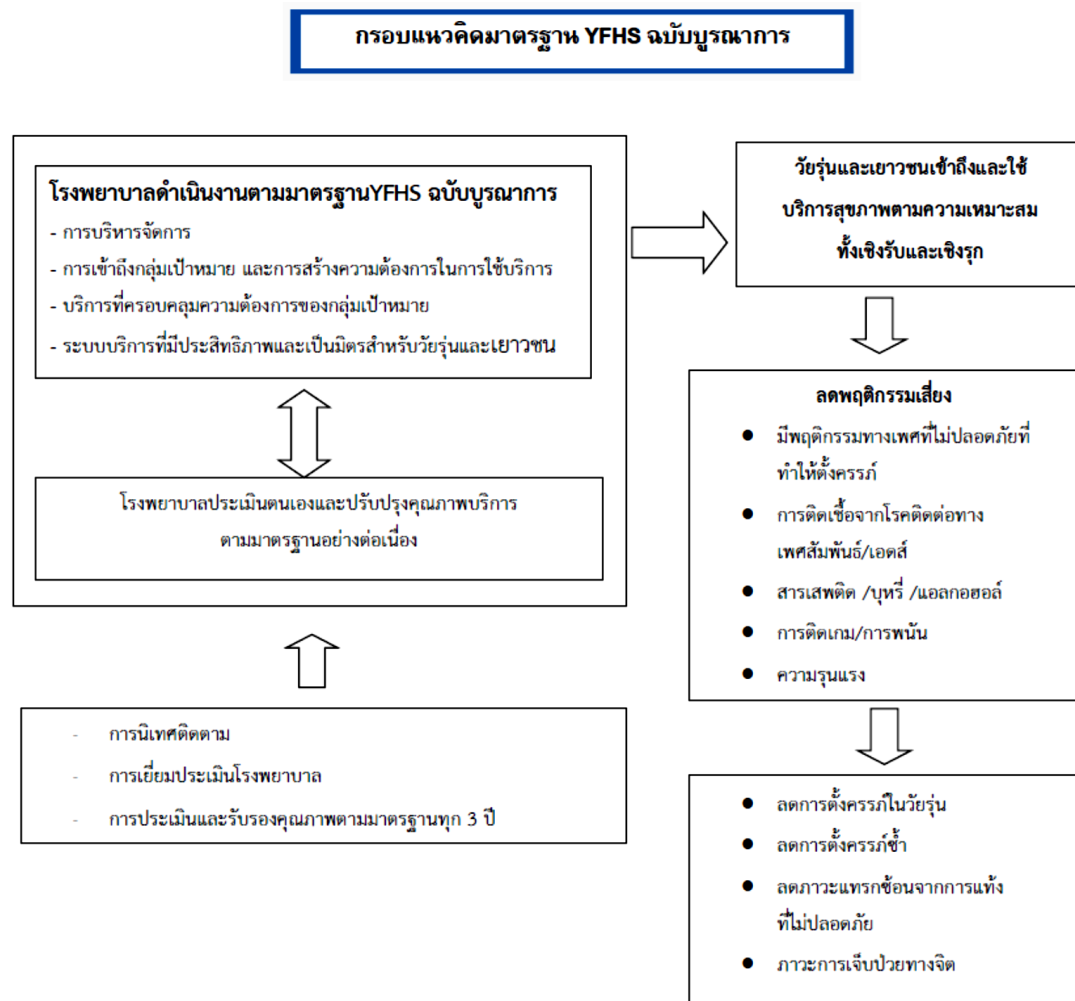 กรอบแนวคิดมาตรฐาน YFHS ฉบับบูรณาการ
โรงพยาบาลดำเนินงานตามมาตรฐานYFHS ฉบับบูรณาการ
- การบริหารจัดการ
- การเข้าถึงกลุ่มเป้าหมาย และการสร้างความต้องการในการใช้บริการ
- บริการที่ครอบคลุมความต้องการของกลุ่มเป้าหมาย
- ระบบบริการที่มีประสิทธิภาพและเป็นมิตรสำหรับวัยรุ่นและเยาวชน
โรงพยาบาลประเมินตนเองและปรับปรุงคุณภาพบริการ
ตามมาตรฐานอย่างต่อเนื่อง
- การนิเทศติดตาม
- การเยี่ยมประเมินโรงพยาบาล
- การประเมินและรับรองคุณภาพตามมาตรฐานทุก 3 ปี
วัยรุ่นและเยาวชนเข้าถึงและใช้
บริการสุขภาพตามความเหมาะสม
ทั้งเชิงรับและเชิงรุก
ลดพฤติกรรมเสี่ยง
● มีพฤติกรรมทางเพศที่ไม่ปลอดภัยที่
ทำให้ตั้งครรภ์
● การติดเชื้อจากโรคติดต่อทาง
เพศสัมพันธ์/เอดส์
● สารเสพติด /บุหรี่ /แอลกอฮอล์
● การติดเกม/การพนัน
● ความรุนแรง
● ลดการตั้งครรภ์ในวัยรุ่น
● ลดการตั้งครรภ์ซ้ำ
● ลดภาวะแทรกซ้อนจากการแท้ง
ที่ไม่ปลอดภัย
● ภาวะการเจ็บป่วยทางจิต